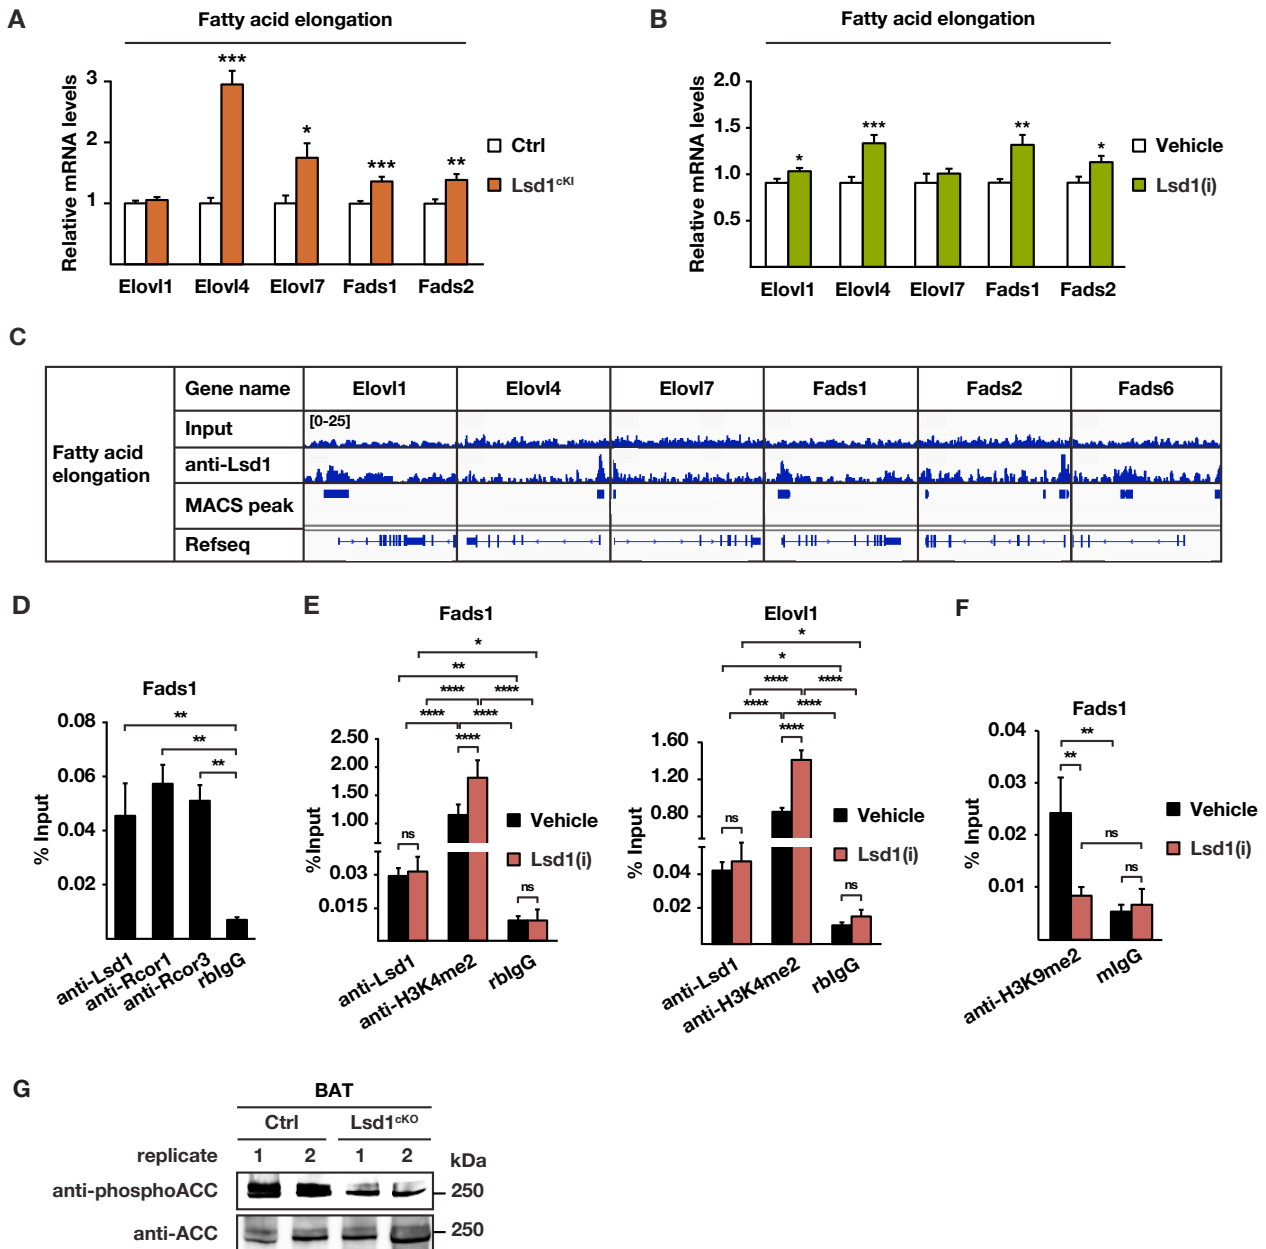 A
Fatty acid elongation
Relative mRNA levels
3
2
1
***
*
***
**
Ctrl
Lsd1cKI
Elovl1 Elovl4 Elovl7 Fads1 Fads2
B
Fatty acid elongation
Relative mRNA levels
2.0
1.5
1.0
0.5
*
***
**
*
Vehicle
Lsd1(i)
Elovl1 Elovl4 Elovl7 Fads1 Fads2
C
Fatty acid elongation
Gene name Elovl1 Elovl4 Elovl7 Fads1 Fads2 Fads6
Input [0-25]
anti-Lsd1
MACS peak
Refseq
D
Fads1
% Input
0.08
0.06
0.04
0.02
**
**
**
anti-Lsd1
anti-Rcor1
anti-Rcor3
rbIgG
E
Fads1
*
**
**** ****
**** ****
****
ns
ns
%Input
2.50
2.00
1.50
1.00
0.03
0.015
Vehicle
Lsd1(i)
anti-Lsd1
anti-H3K4me2
rbIgG
Elovl1
*
*
**** ****
**** ****
****
ns
ns
%Input
1.60
1.20
0.80
0.04
0.02
Vehicle
Lsd1(i)
anti-Lsd1
anti-H3K4me2
rbIgG
F
Fads1
**
**
ns
ns
% Input
0.04
0.03
0.02
0.01
Vehicle
Lsd1(i)
anti-H3K9me2
mIgG
G
BAT
Ctrl Lsd1cKO
replicate 1 2 1 2 kDa
anti-phosphoACC 250
anti-ACC 250